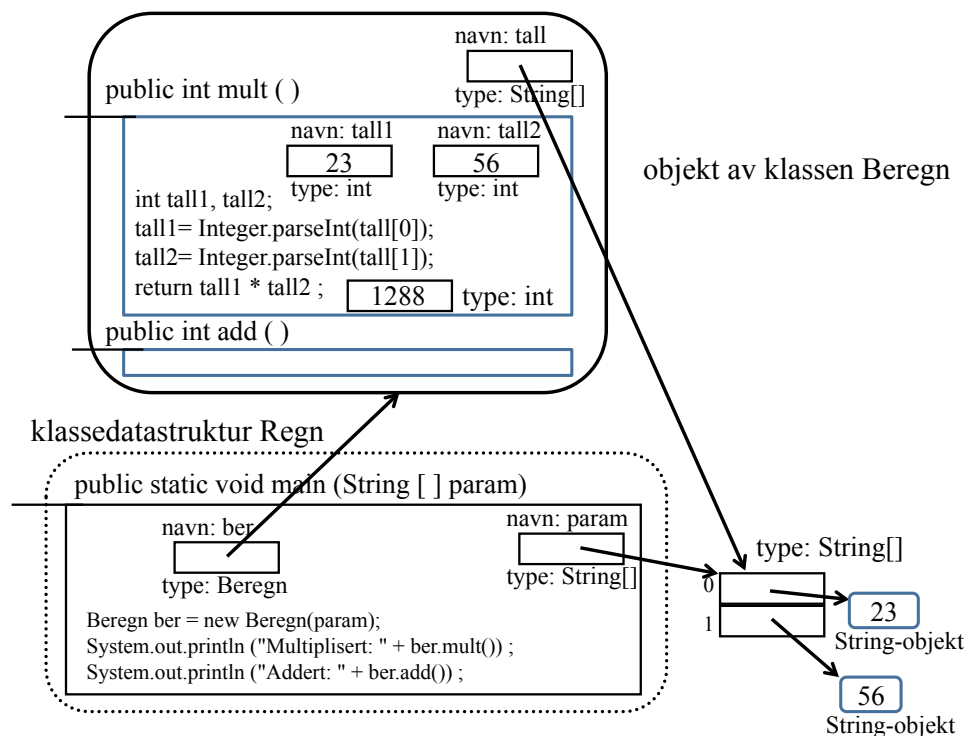 navn: tall
type: String[]
public int mult ( )
navn: tall1
23
type: int
navn: tall2
56
type: int
int tall1, tall2;
tall1= Integer.parseInt(tall[0]);
tall2= Integer.parseInt(tall[1]);
return tall1 * tall2 ;
1288
type: int
public int add ( )
objekt av klassen Beregn
klassedatastruktur Regn
public static void main (String [ ] param)
navn: ber
type: Beregn
navn: param
type: String[]
Beregn ber = new Beregn(param);
System.out.println ("Multiplisert: " + ber.mult()) ;
System.out.println ("Addert: " + ber.add()) ;
type: String[]
0
1
23
String-objekt
56
String-objekt